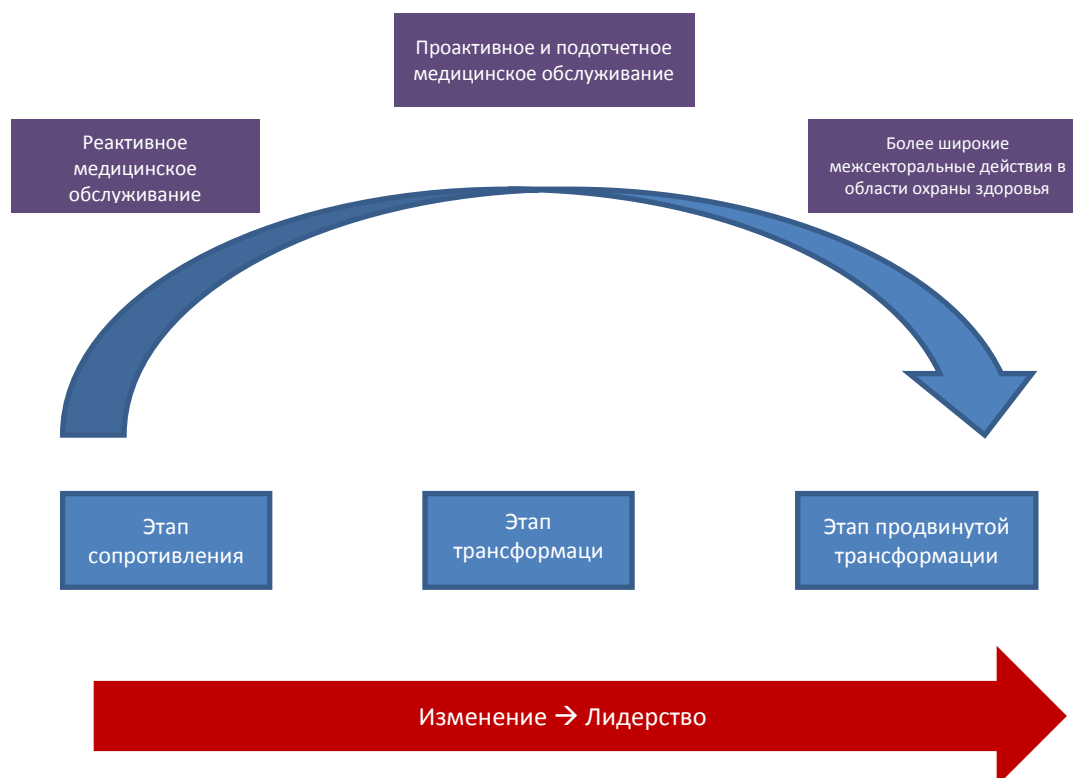 Проактивное и подотчетное
медицинское обслуживание
Реактивное
медицинское
обслуживание
Более широкие
межсекторальные действия в
области охраны здоровья
Этап
сопротивления
Этап
трансформаци
Этап продвинутой
трансформации
Изменение → Лидерство